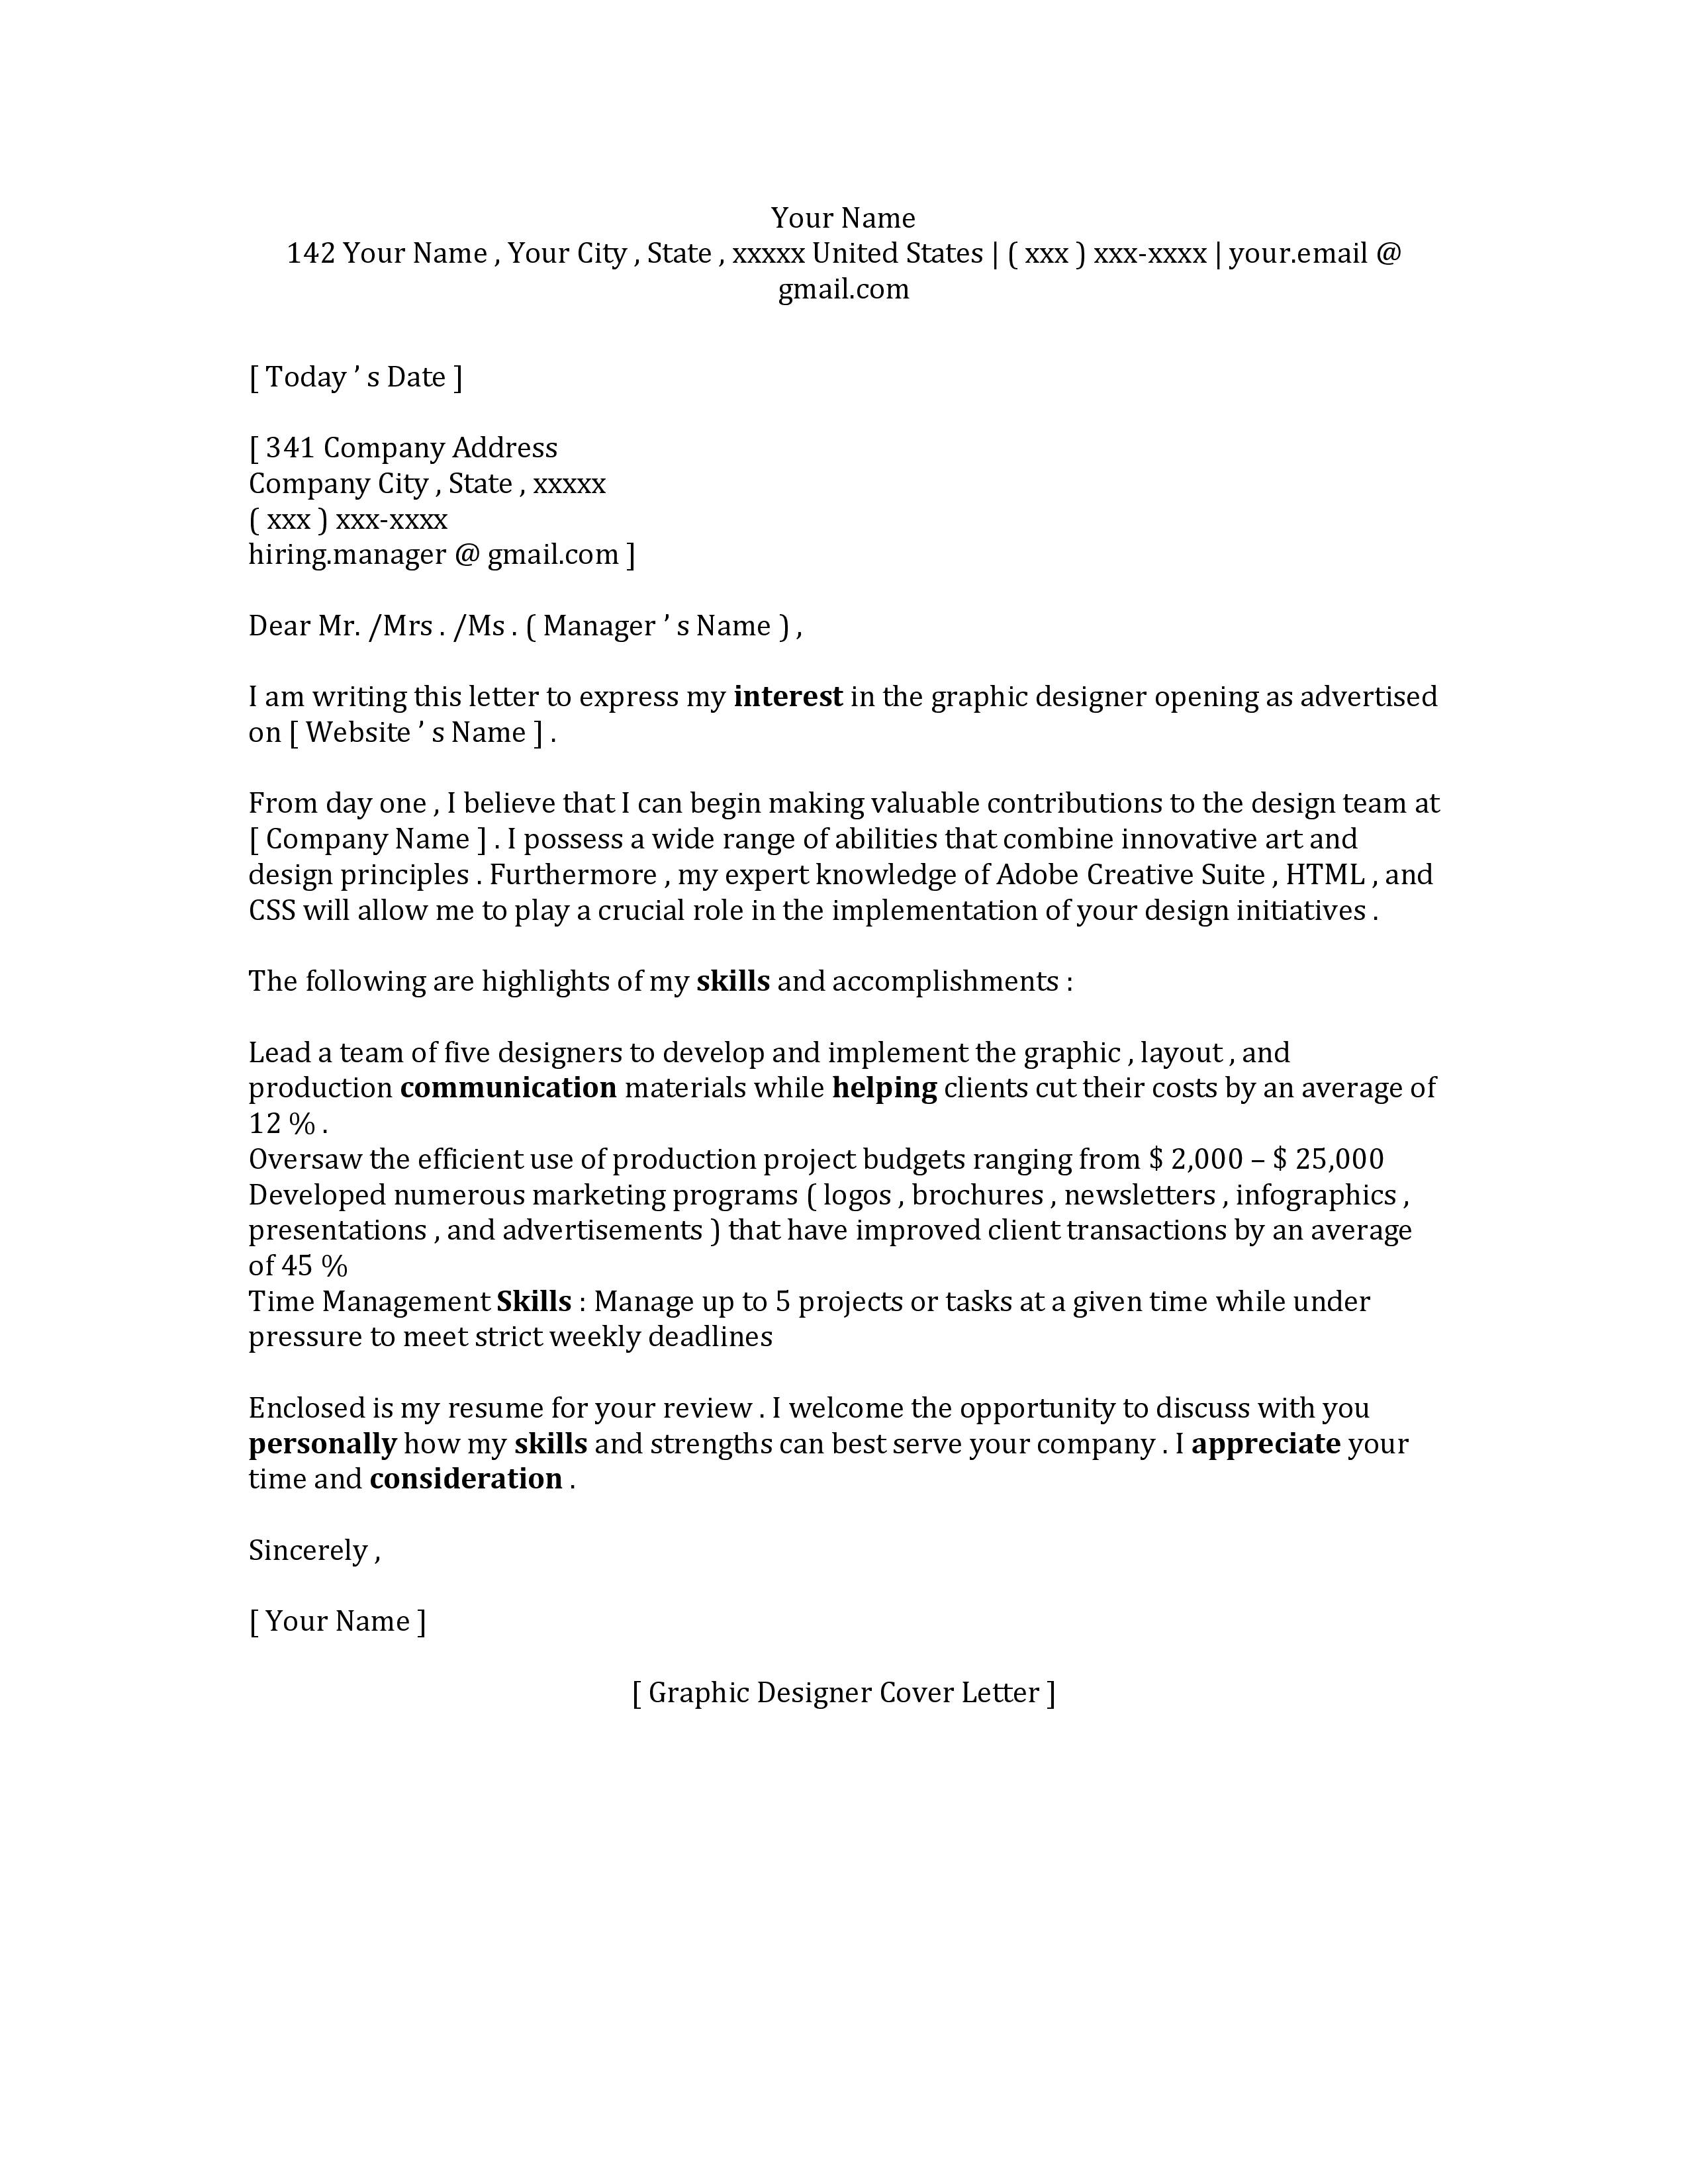 Your Name
142 Your Name , Your City , State , xxxxx United States | ( xxx ) xxx-xxxx | your.email @
gmail.com
[ Today ’ s Date ]
[ 341 Company Address
Company City , State , xxxxx
( xxx ) xxx-xxxx
hiring.manager @ gmail.com ]
Dear Mr. /Mrs . /Ms . ( Manager ’ s Name ) ,
I am writing this letter to express my interest in the graphic designer opening as advertised
on [ Website ’ s Name ] .
From day one , I believe that I can begin making valuable contributions to the design team at
[ Company Name ] . I possess a wide range of abilities that combine innovative art and
design principles . Furthermore , my expert knowledge of Adobe Creative Suite , HTML , and
CSS will allow me to play a crucial role in the implementation of your design initiatives .
The following are highlights of my skills and accomplishments :
Lead a team of five designers to develop and implement the graphic , layout , and
production communication materials while helping clients cut their costs by an average of
12 % .
Oversaw the efficient use of production project budgets ranging from $ 2,000 – $ 25,000
Developed numerous marketing programs ( logos , brochures , newsletters , infographics ,
presentations , and advertisements ) that have improved client transactions by an average
of 45 %
Time Management Skills : Manage up to 5 projects or tasks at a given time while under
pressure to meet strict weekly deadlines
Enclosed is my resume for your review . I welcome the opportunity to discuss with you
personally how my skills and strengths can best serve your company . I appreciate your
time and consideration .
Sincerely ,
[ Your Name ]
[ Graphic Designer Cover Letter ]